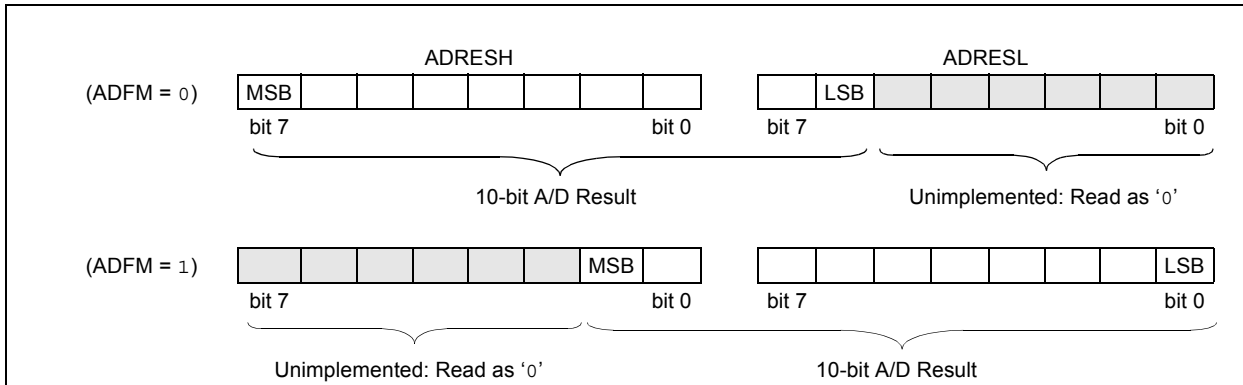 ADRESH ADRESL
(ADFM = 0) MSB LSB
bit 7 bit 0 bit 7 bit 0
10-bit A/D Result Unimplemented: Read as ‘0’
(ADFM = 1) MSB LSB
bit 7 bit 0 bit 7 bit 0
Unimplemented: Read as ‘0’ 10-bit A/D Result